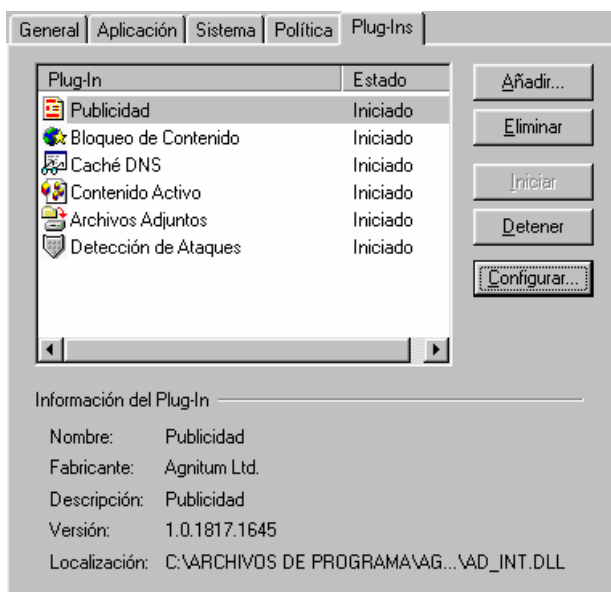 General Aplicación Sistema Política Plug-Ins
Plug-In Estado
Publicidad Iniciado
Bloqueo de Contenido Iniciado
Caché DNS Iniciado
Contenido Activo Iniciado
Archivos Adjuntos Iniciado
Detección de Ataques Iniciado
Añadir...
Eliminar
Iniciar
Detener
Configurar...
Información del Plug-In
Nombre: Publicidad
Fabricante: Agnitum Ltd.
Descripción: Publicidad
Versión: 1.0.1817.1645
Localización: C:\ARCHIVOS DE PROGRAMA\AG...\AD_INT.DLL